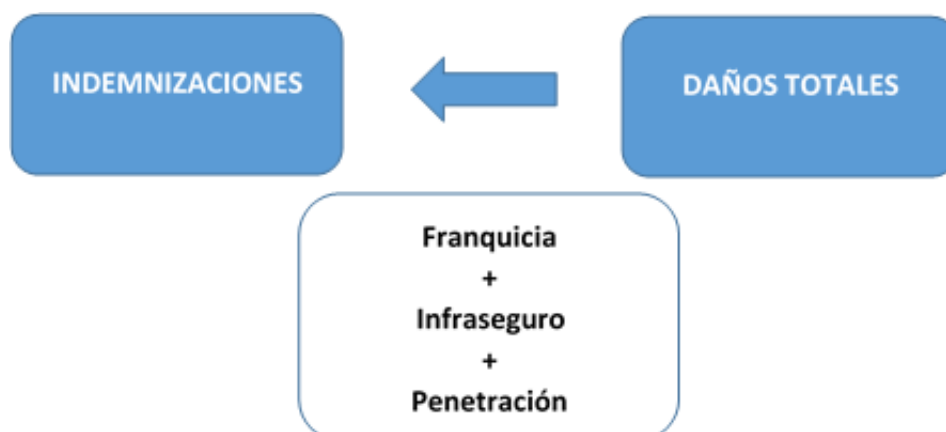 INDEMNIZACIONES
DAÑOS TOTALES
Franquicia
+
Infraseguro
+
Penetración